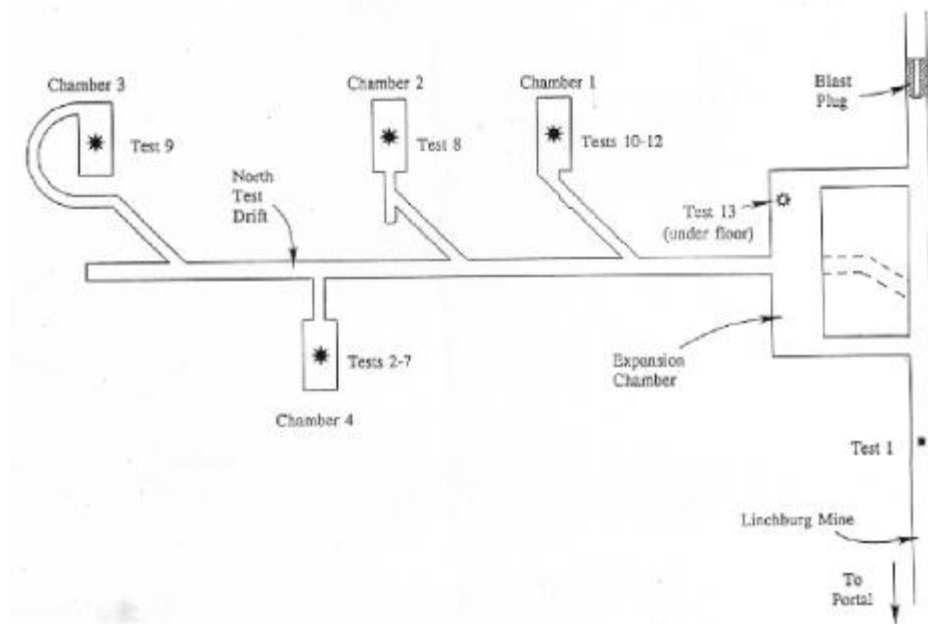 Chamber 3
Chamber 2
Chamber 1
Blast
Plug
Test 9
Test 8
Tests 10-12
North
Test
Drift
Test 13
(under floor)
Tests 2-7
Expansion
Chamber
Chamber 4
Test 1
Linchburg Mine
To
Portal